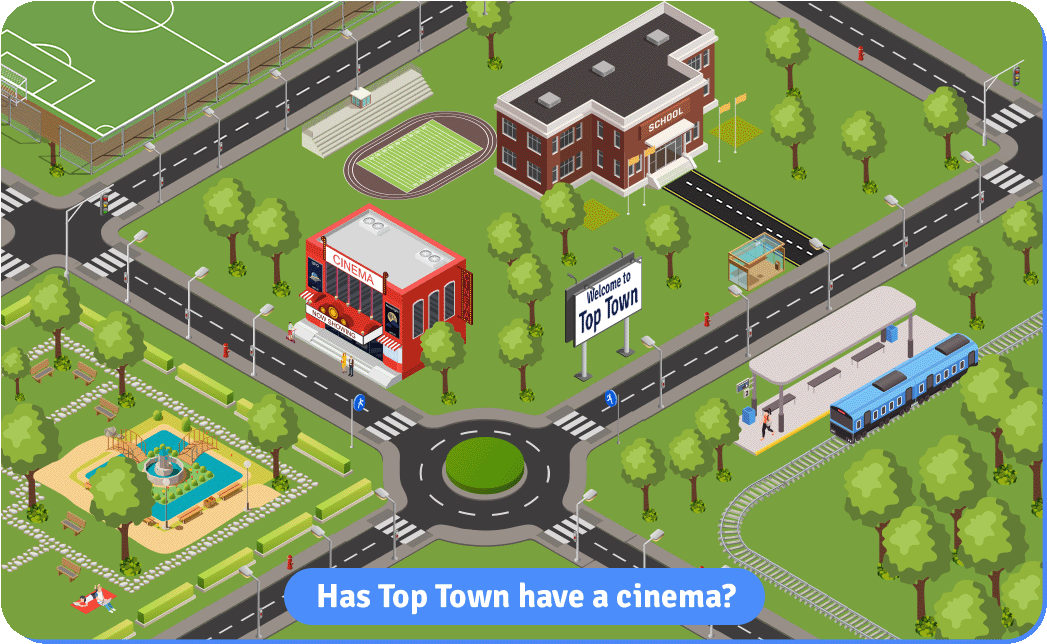 SCHOOL
CINEMA
NOW SHOWING
Welcome to
Top Town
Has Top Town have a cinema?